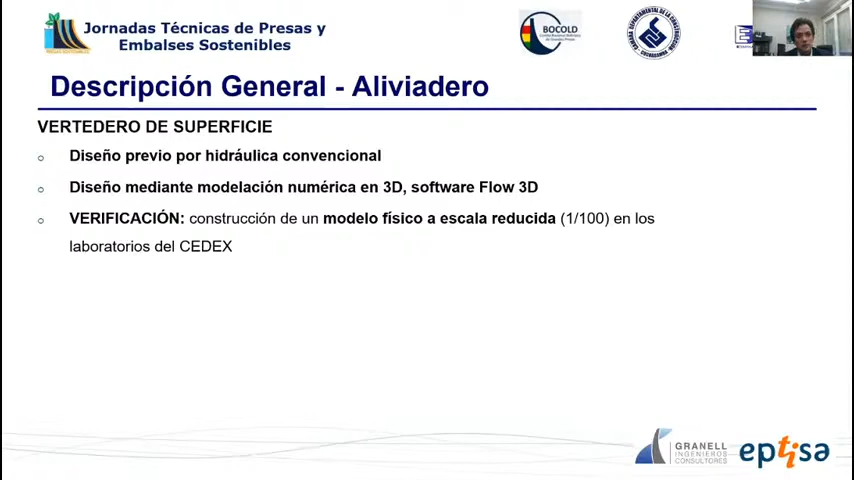 Jornadas Técnicas de Presas y
Embalses Sostenibles
BOCOLD
Descripción General - Aliviadero
VERTEDERO DE SUPERFICIE
Diseño previo por hidráulica convencional
Diseño mediante modelación numérica en 3D, software Flow 3D
VERIFICACIÓN: construcción de un modelo físico a escala reducida (1/100) en los
laboratorios del CEDEX
GRANELL
INGENIEROS
CONSULTORES
eptisa